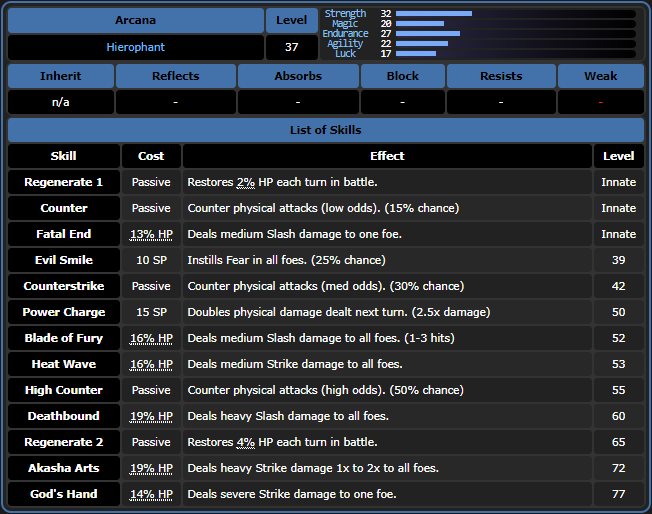 Arcana Level
Hierophant 37
Strength 32
Magic 20
Endurance 27
Agility 22
Luck 17
Inherit Reflects Absorbs Block Resists Weak
n/a - - - - -
List of Skills
Skill Cost Effect Level
Regenerate 1 Passive Restores 2% HP each turn in battle. Innate
Counter Passive Counter physical attacks (low odds). (15% chance) Innate
Fatal End 13% HP Deals medium Slash damage to one foe. Innate
Evil Smile 10 SP Instills Fear in all foes. (25% chance) 39
Counterstrike Passive Counter physical attacks (med odds). (30% chance) 42
Power Charge 15 SP Doubles physical damage dealt next turn. (2.5x damage) 50
Blade of Fury 16% HP Deals medium Slash damage to all foes. (1-3 hits) 52
Heat Wave 16% HP Deals medium Strike damage to all foes. 53
High Counter Passive Counter physical attacks (high odds). (50% chance) 55
Deathbound 19% HP Deals heavy Slash damage to all foes. 60
Regenerate 2 Passive Restores 4% HP each turn in battle. 65
Akasha Arts 19% HP Deals heavy Strike damage 1x to 2x to all foes. 72
God's Hand 14% HP Deals severe Strike damage to one foe. 77